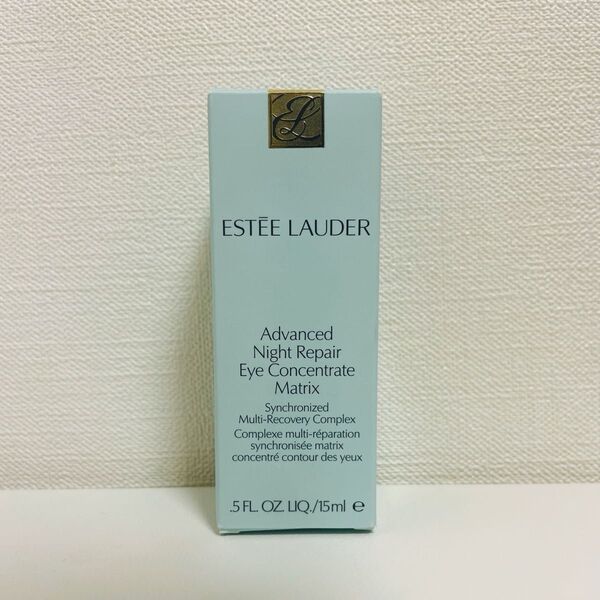 EL
ESTĒE LAUDER
Advanced
Night Repair
Eye Concentrate
Matrix
Synchronized
Multi-Recovery Complex
Complexe multi-réparation
synchronisée matrix
concentré contour des yeux
.5 FL. OZ. LIQ./15ml ℮